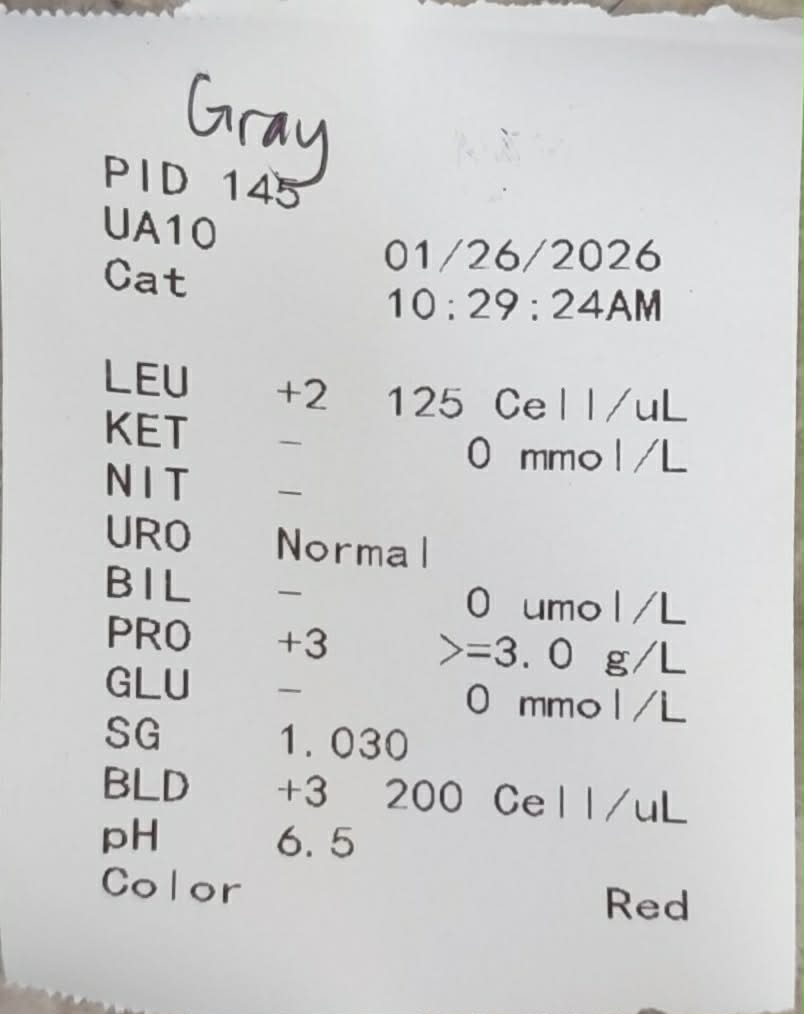 Gray
PID 145
UA10
01/26/2026
Cat
10:29:24AM
LEU +2 125 Cell/uL
KET - 0 mmol/L
NIT -
URO Normal
BIL - 0 umol/L
PRO +3 >=3.0 g/L
GLU - 0 mmol/L
SG 1.030
BLD +3 200 Cell/uL
pH 6.5
Color Red